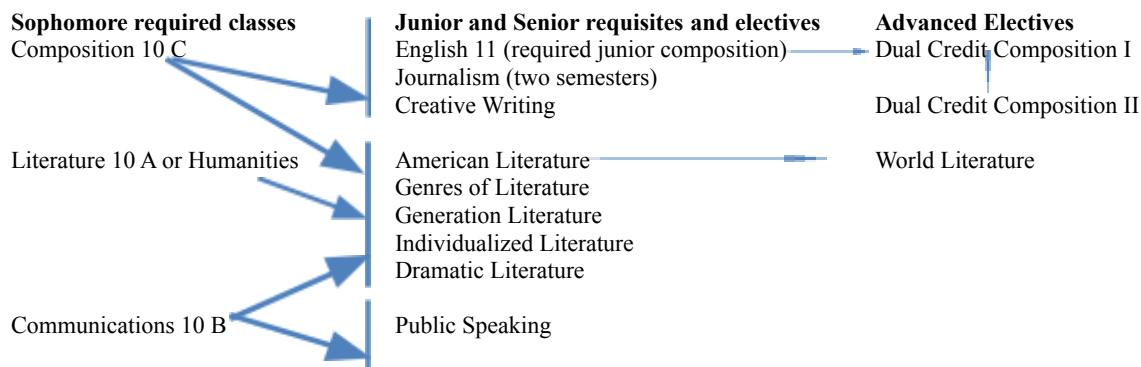 Sophomore required classes Junior and Senior requisites and electives Advanced Electives
Composition 10 C English 11 (required junior composition) Dual Credit Composition I
Journalism (two semesters)
Creative Writing Dual Credit Composition II
Literature 10 A or Humanities American Literature World Literature
Genres of Literature
Generation Literature
Individualized Literature
Dramatic Literature
Communications 10 B Public Speaking